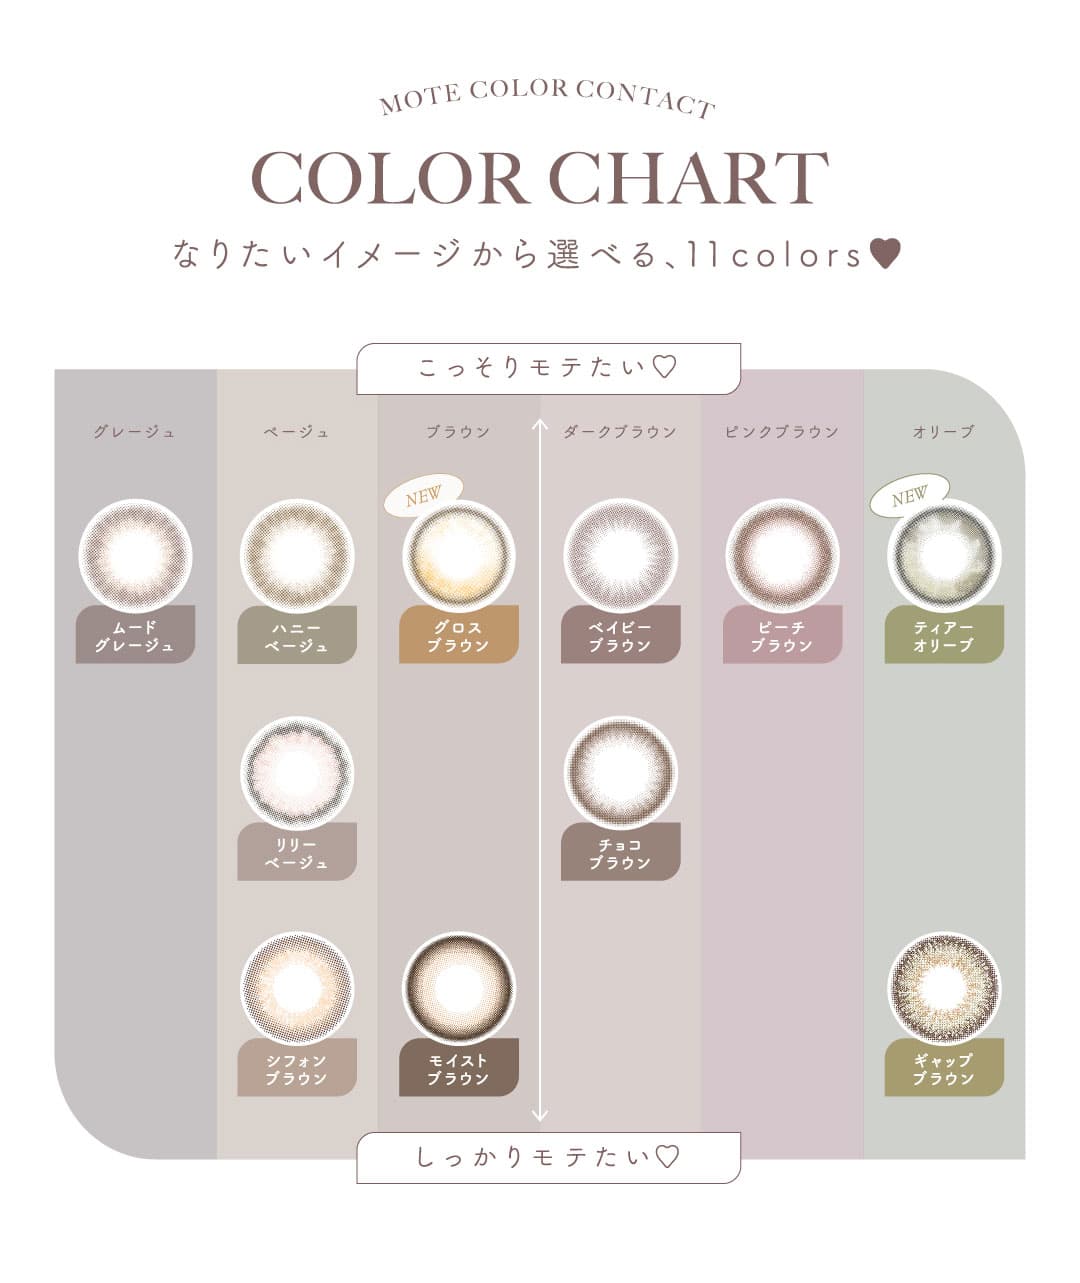 MOTE COLOR CONTACT
COLOR CHART
なりたいイメージから選べる、11colors♥
こっそりモテたい♡
グレージュ
ベージュ
ブラウン
ダークブラウン
ピンクブラウン
オリーブ
NEW
NEW
ムード
グレージュ
ハニー
ベージュ
グロス
ブラウン
ベイビー
ブラウン
ピーチ
ブラウン
ティアー
オリーブ
リリー
ベージュ
チョコ
ブラウン
シフォン
ブラウン
モイスト
ブラウン
ギャップ
ブラウン
しっかりモテたい♡